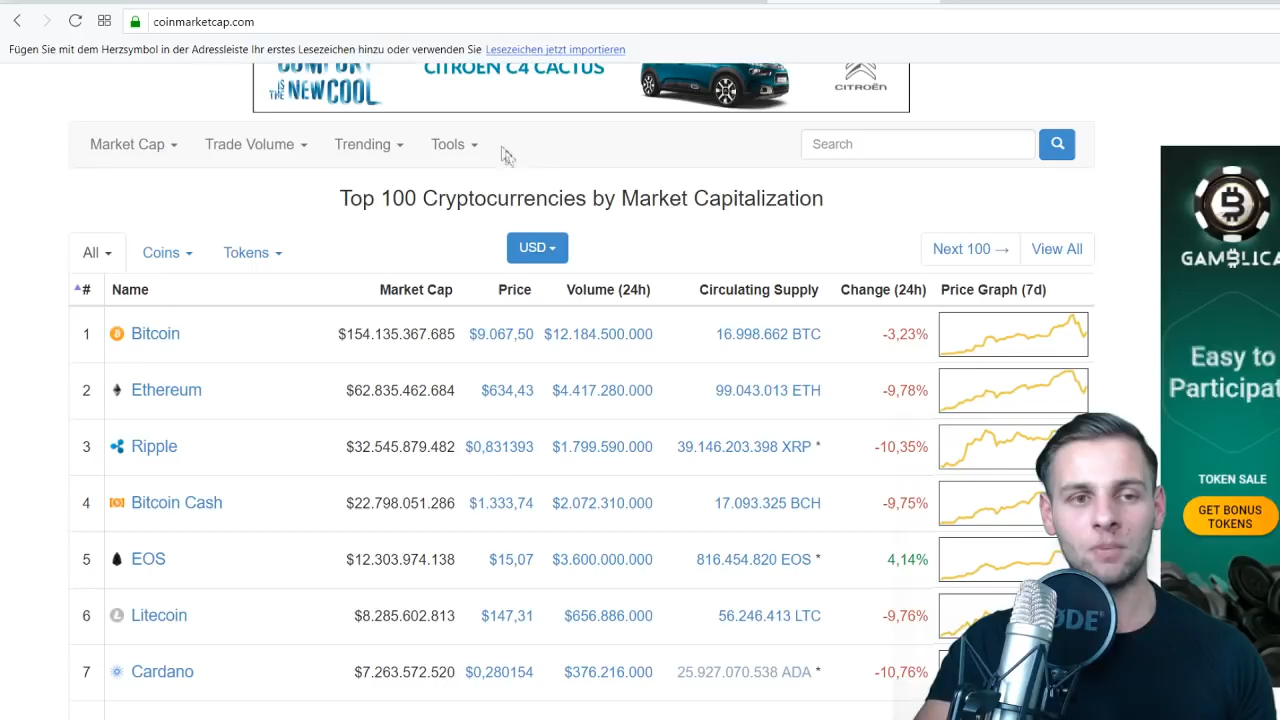 coinmarketcap.com
Fügen Sie mit dem Herzsymbol in der Adressleiste Ihr erstes Lesezeichen hinzu oder verwenden Sie Lesezeichen jetzt importieren
COMFORT
IS THE NEW COOL
CITROËN C4 CACTUS
CITROËN
Market Cap Trade Volume Trending Tools Search
Top 100 Cryptocurrencies by Market Capitalization
All Coins Tokens USD Next 100 → View All
# Name Market Cap Price Volume (24h) Circulating Supply Change (24h) Price Graph (7d)
1 Bitcoin $154.135.367.685 $9.067,50 $12.184.500.000 16.998.662 BTC -3,23%
2 Ethereum $62.835.462.684 $634,43 $4.417.280.000 99.043.013 ETH -9,78%
3 Ripple $32.545.879.482 $0,831393 $1.799.590.000 39.146.203.398 XRP * -10,35%
4 Bitcoin Cash $22.798.051.286 $1.333,74 $2.072.310.000 17.093.325 BCH -9,75%
5 EOS $12.303.974.138 $15,07 $3.600.000.000 816.454.820 EOS * 4,14%
6 Litecoin $8.285.602.813 $147,31 $656.886.000 56.246.413 LTC -9,76%
7 Cardano $7.263.572.520 $0,280154 $376.216.000 25.927.070.538 ADA * -10,76%
GAMBLICA
Easy to
Participat
TOKEN SALE
GET BONUS
TOKENS
RØDE